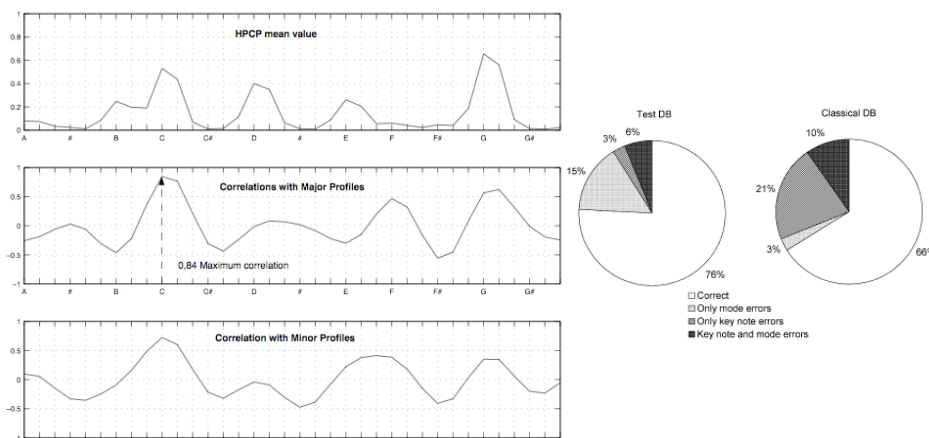 HPCP mean value
1
0.8
0.6
0.4
0.2
0
A # B C C# D # E F F# G G#
Correlations with Major Profiles
1
0.5
0
−0.5
−1
0,84 Maximum correlation
A # B C C# D # E F F# G G#
Correlation with Minor Profiles
1
0.5
0
−0.5
Test DB
3%
6%
15%
76%
Classical DB
10%
21%
3%
66%
Correct
Only mode errors
Only key note errors
Key note and mode errors